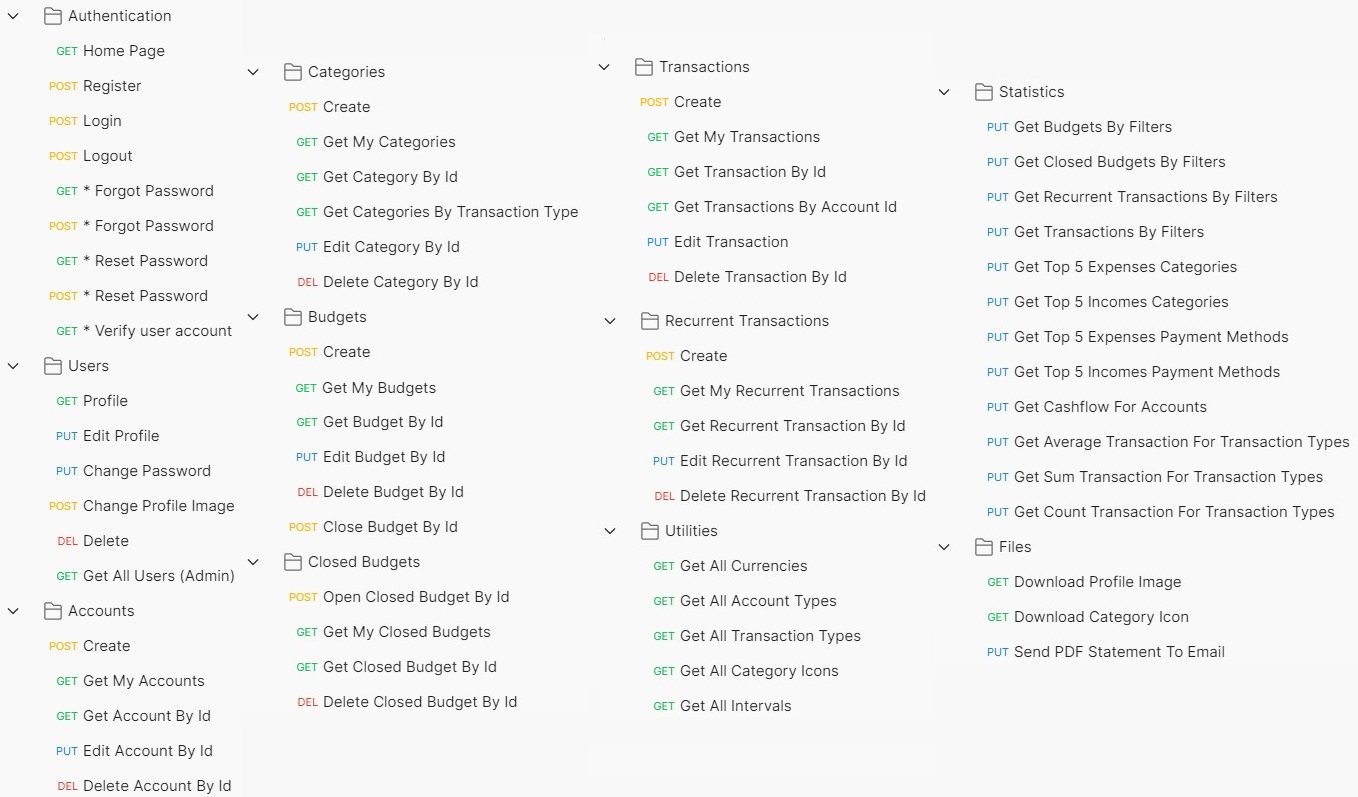 Authentication
GET Home Page
POST Register
POST Login
POST Logout
GET * Forgot Password
POST * Forgot Password
GET * Reset Password
POST * Reset Password
GET * Verify user account
Users
GET Profile
PUT Edit Profile
PUT Change Password
POST Change Profile Image
DEL Delete
GET Get All Users (Admin)
Accounts
POST Create
GET Get My Accounts
GET Get Account By Id
PUT Edit Account By Id
DEL Delete Account By Id
Categories
POST Create
GET Get My Categories
GET Get Category By Id
GET Get Categories By Transaction Type
PUT Edit Category By Id
DEL Delete Category By Id
Budgets
POST Create
GET Get My Budgets
GET Get Budget By Id
PUT Edit Budget By Id
DEL Delete Budget By Id
POST Close Budget By Id
Closed Budgets
POST Open Closed Budget By Id
GET Get My Closed Budgets
GET Get Closed Budget By Id
DEL Delete Closed Budget By Id
Transactions
POST Create
GET Get My Transactions
GET Get Transaction By Id
GET Get Transactions By Account Id
PUT Edit Transaction
DEL Delete Transaction By Id
Recurrent Transactions
POST Create
GET Get My Recurrent Transactions
GET Get Recurrent Transaction By Id
PUT Edit Recurrent Transaction By Id
DEL Delete Recurrent Transaction By Id
Utilities
GET Get All Currencies
GET Get All Account Types
GET Get All Transaction Types
GET Get All Category Icons
GET Get All Intervals
Statistics
PUT Get Budgets By Filters
PUT Get Closed Budgets By Filters
PUT Get Recurrent Transactions By Filters
PUT Get Transactions By Filters
PUT Get Top 5 Expenses Categories
PUT Get Top 5 Incomes Categories
PUT Get Top 5 Expenses Payment Methods
PUT Get Top 5 Incomes Payment Methods
PUT Get Cashflow For Accounts
PUT Get Average Transaction For Transaction Types
PUT Get Sum Transaction For Transaction Types
PUT Get Count Transaction For Transaction Types
Files
GET Download Profile Image
GET Download Category Icon
PUT Send PDF Statement To Email